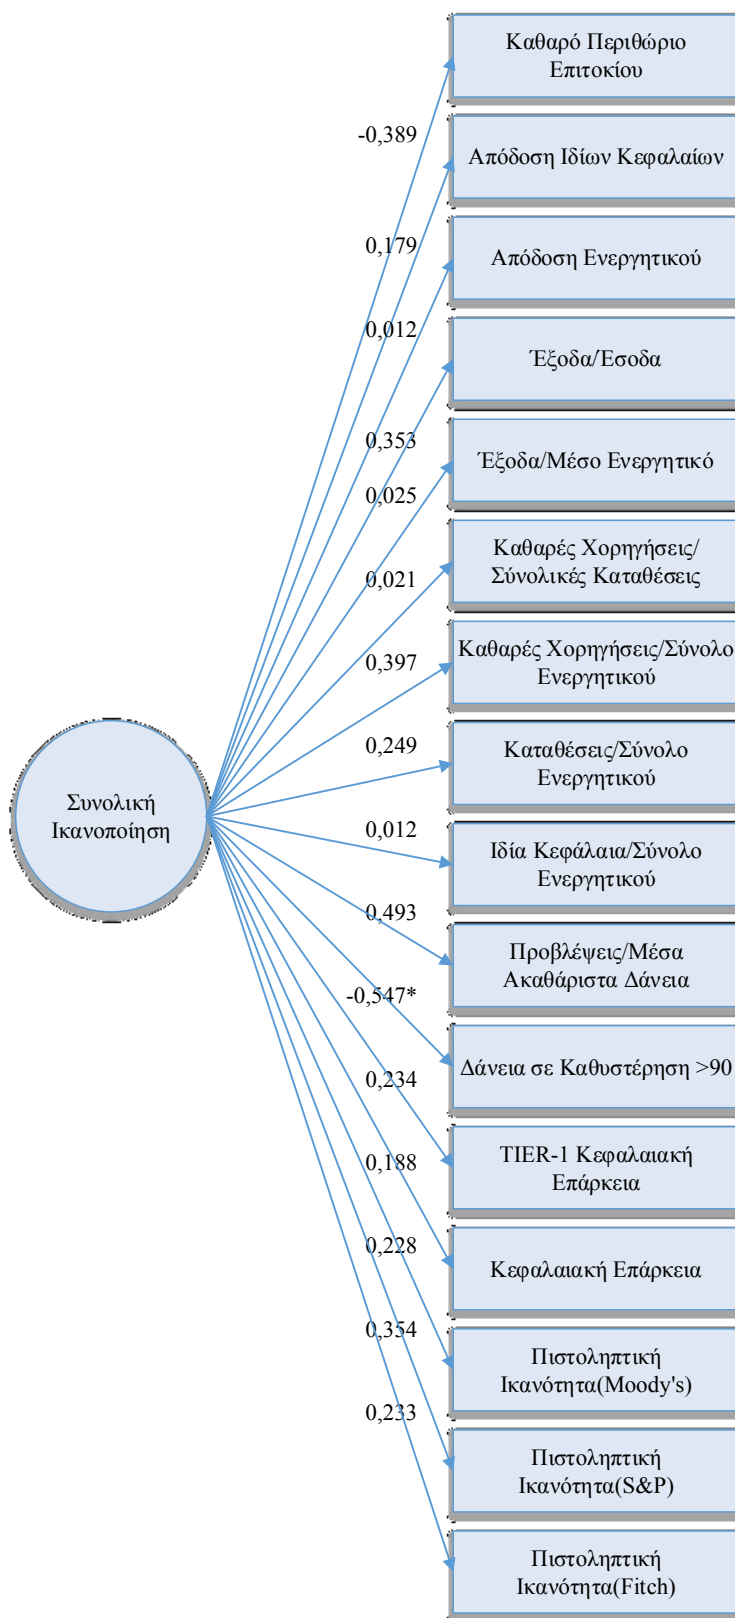 Καθαρό Περιθώριο
Επιτοκίου
-0,389
Απόδοση Ιδίων Κεφαλαίων
0,179
Απόδοση Ενεργητικού
0,012
Έξοδα/Έσοδα
0,353
Έξοδα/Μέσο Ενεργητικό
0,025
Καθαρές Χορηγήσεις/
Σύνολικές Καταθέσεις
0,021
Καθαρές Χορηγήσεις/Σύνολο
Ενεργητικού
0,397
Καταθέσεις/Σύνολο
Ενεργητικού
0,249
Συνολική
Ικανοποίηση
Ιδία Κεφάλαια/Σύνολο
Ενεργητικού
0,012
Προβλέψεις/Μέσα
Ακαθάριστα Δάνεια
0,493
Δάνεια σε Καθυστέρηση >90
-0,547*
TIER-1 Κεφαλαιακή
Επάρκεια
0,234
Κεφαλαιακή Επάρκεια
0,188
Πιστοληπτική
Ικανότητα(Moody's)
0,228
Πιστοληπτική
Ικανότητα(S&P)
0,354
Πιστοληπτική
Ικανότητα(Fitch)
0,233